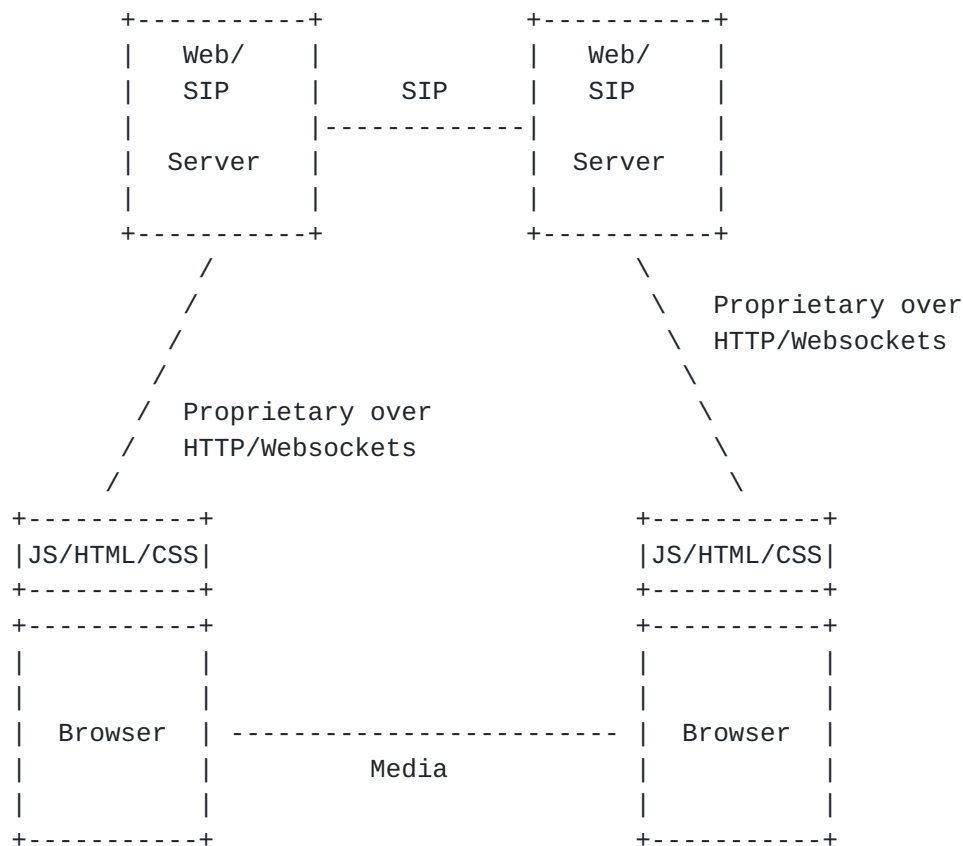 Web/ Web/
SIP SIP SIP
Server Server
Proprietary over
HTTP/Websockets
Proprietary over
HTTP/Websockets
JS/HTML/CSS JS/HTML/CSS
Browser Browser
Media